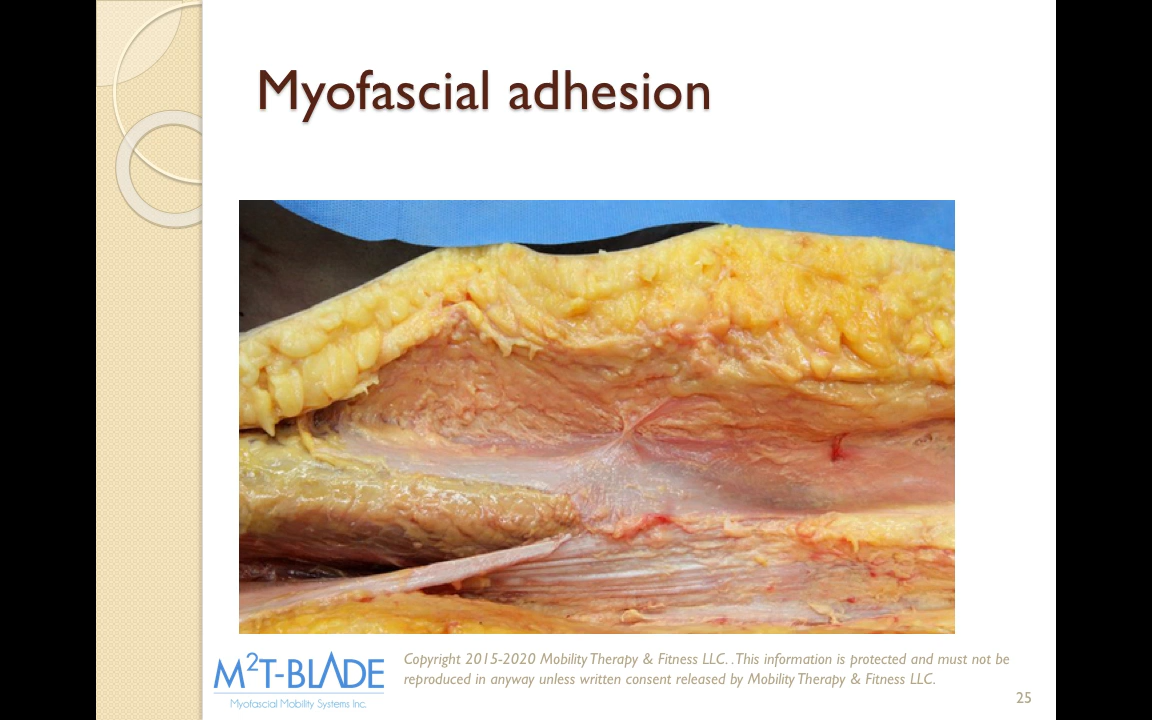 Myofascial adhesion
M2T-BLADE
Myofascial Mobility Systems Inc.
Copyright 2015-2020 Mobility Therapy & Fitness LLC. . This information is protected and must not be
reproduced in anyway unless written consent released by Mobility Therapy & Fitness LLC.
25